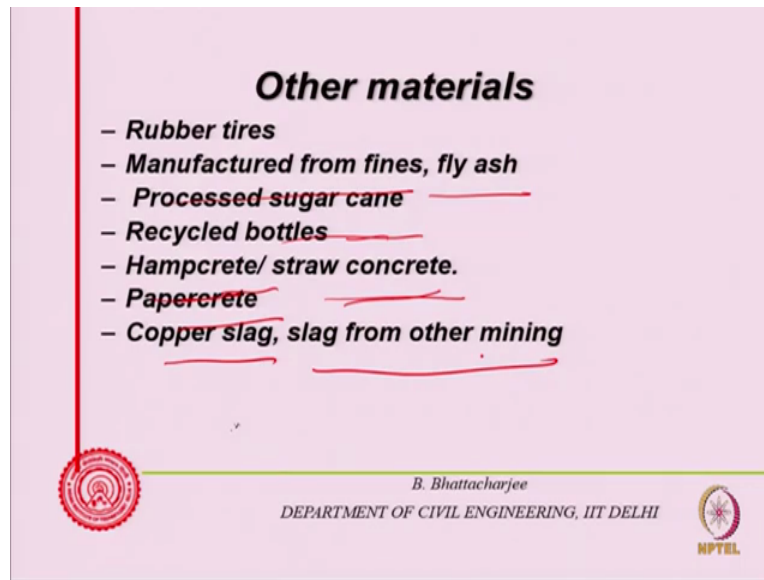 Other materials
– Rubber tires
– Manufactured from fines, fly ash
– Processed sugar cane
– Recycled bottles
– Hampcrete/ straw concrete.
– Papercrete
– Copper slag, slag from other mining
B. Bhattacharjee
DEPARTMENT OF CIVIL ENGINEERING, IIT DELHI
NPTEL